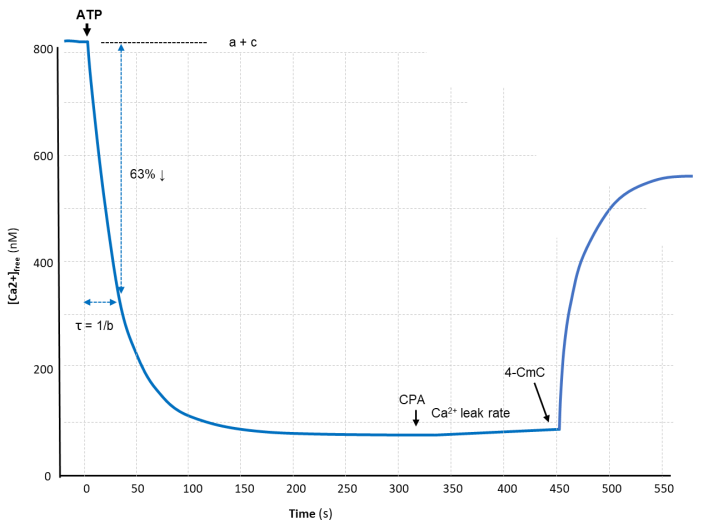 ATP
a + c
800
600
400
200
0
[Ca2+]free (nM)
63% ↓
τ = 1/b
4-CmC
CPA
Ca²⁺ leak rate
0 50 100 150 200 250 300 350 400 450 500 550
Time (s)